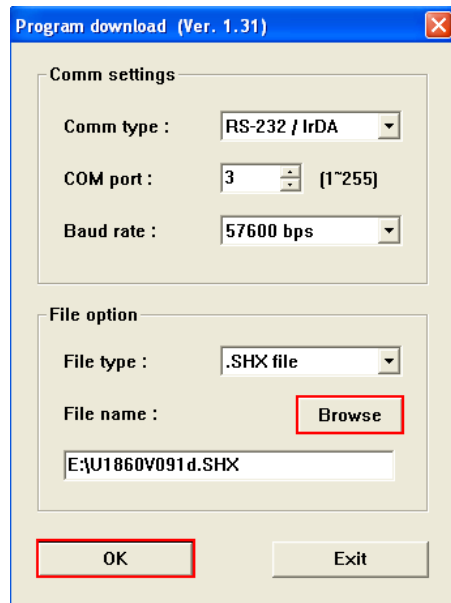 Program download (Ver. 1.31)
Comm settings
Comm type : RS-232 / IrDA
COM port : 3 (1~255)
Baud rate : 57600 bps
File option
File type : .SHX file
File name : Browse
E:\U1860V091d.SHX
OK Exit